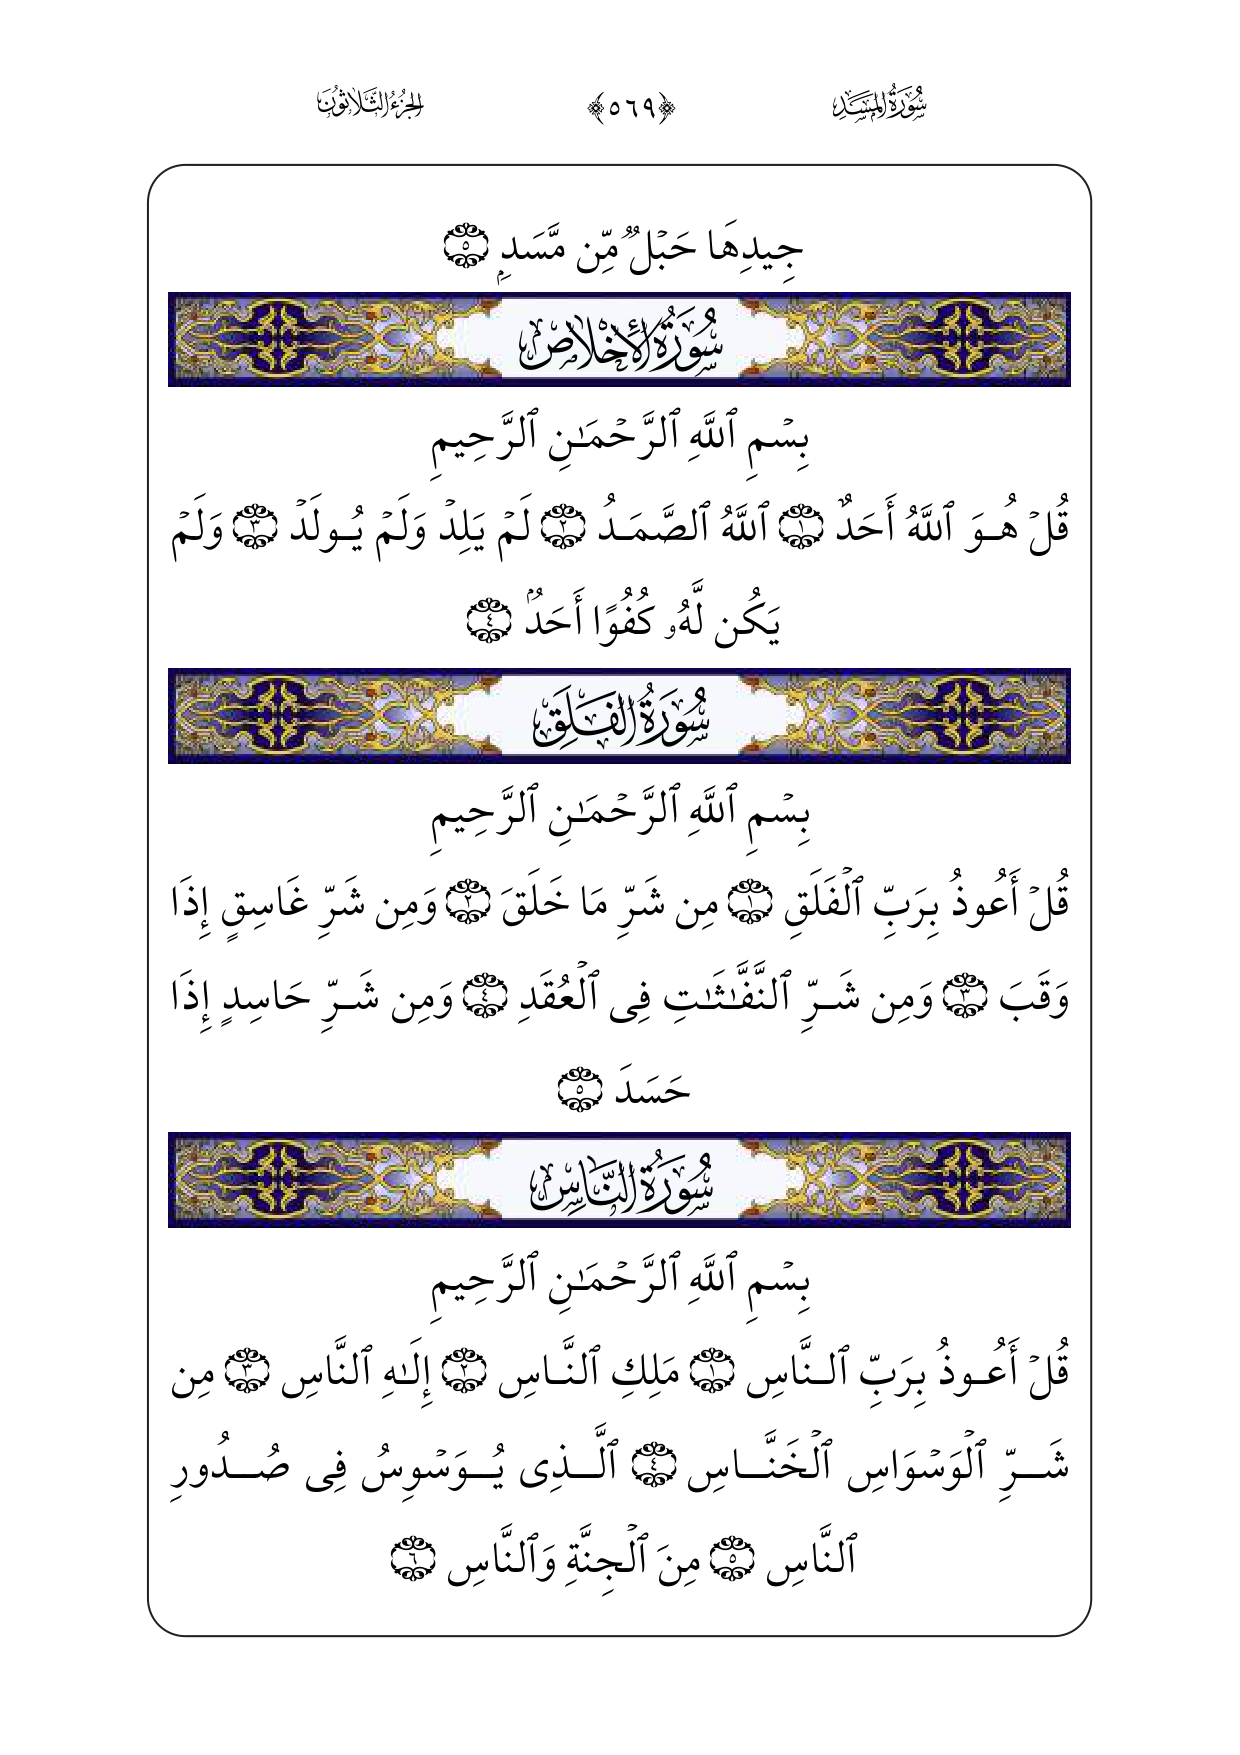 سُورَةُ المَسَدِ ﴿٥٦٩﴾ الجُزْءُ الثَّلَاثُونَ
جِيدِهَا حَبۡلٞ مِّن مَّسَدِۭ ۝٥
سُورَةُ الإِخْلَاصِ
بِسۡمِ ٱللَّهِ ٱلرَّحۡمَٰنِ ٱلرَّحِيمِ
قُلۡ هُوَ ٱللَّهُ أَحَدٌ ۝١ ٱللَّهُ ٱلصَّمَدُ ۝٢ لَمۡ يَلِدۡ وَلَمۡ يُولَدۡ ۝٣ وَلَمۡ
يَكُن لَّهُۥ كُفُوًا أَحَدُۢ ۝٤
سُورَةُ الفَلَقِ
بِسۡمِ ٱللَّهِ ٱلرَّحۡمَٰنِ ٱلرَّحِيمِ
قُلۡ أَعُوذُ بِرَبِّ ٱلۡفَلَقِ ۝١ مِن شَرِّ مَا خَلَقَ ۝٢ وَمِن شَرِّ غَاسِقٍ إِذَا
وَقَبَ ۝٣ وَمِن شَرِّ ٱلنَّفَّٰثَٰتِ فِى ٱلۡعُقَدِ ۝٤ وَمِن شَرِّ حَاسِدٍ إِذَا
حَسَدَ ۝٥
سُورَةُ النَّاسِ
بِسۡمِ ٱللَّهِ ٱلرَّحۡمَٰنِ ٱلرَّحِيمِ
قُلۡ أَعُوذُ بِرَبِّ ٱلنَّاسِ ۝١ مَلِكِ ٱلنَّاسِ ۝٢ إِلَٰهِ ٱلنَّاسِ ۝٣ مِن
شَرِّ ٱلۡوَسۡوَاسِ ٱلۡخَنَّاسِ ۝٤ ٱلَّذِى يُوَسۡوِسُ فِى صُدُورِ
ٱلنَّاسِ ۝٥ مِنَ ٱلۡجِنَّةِ وَٱلنَّاسِ ۝٦